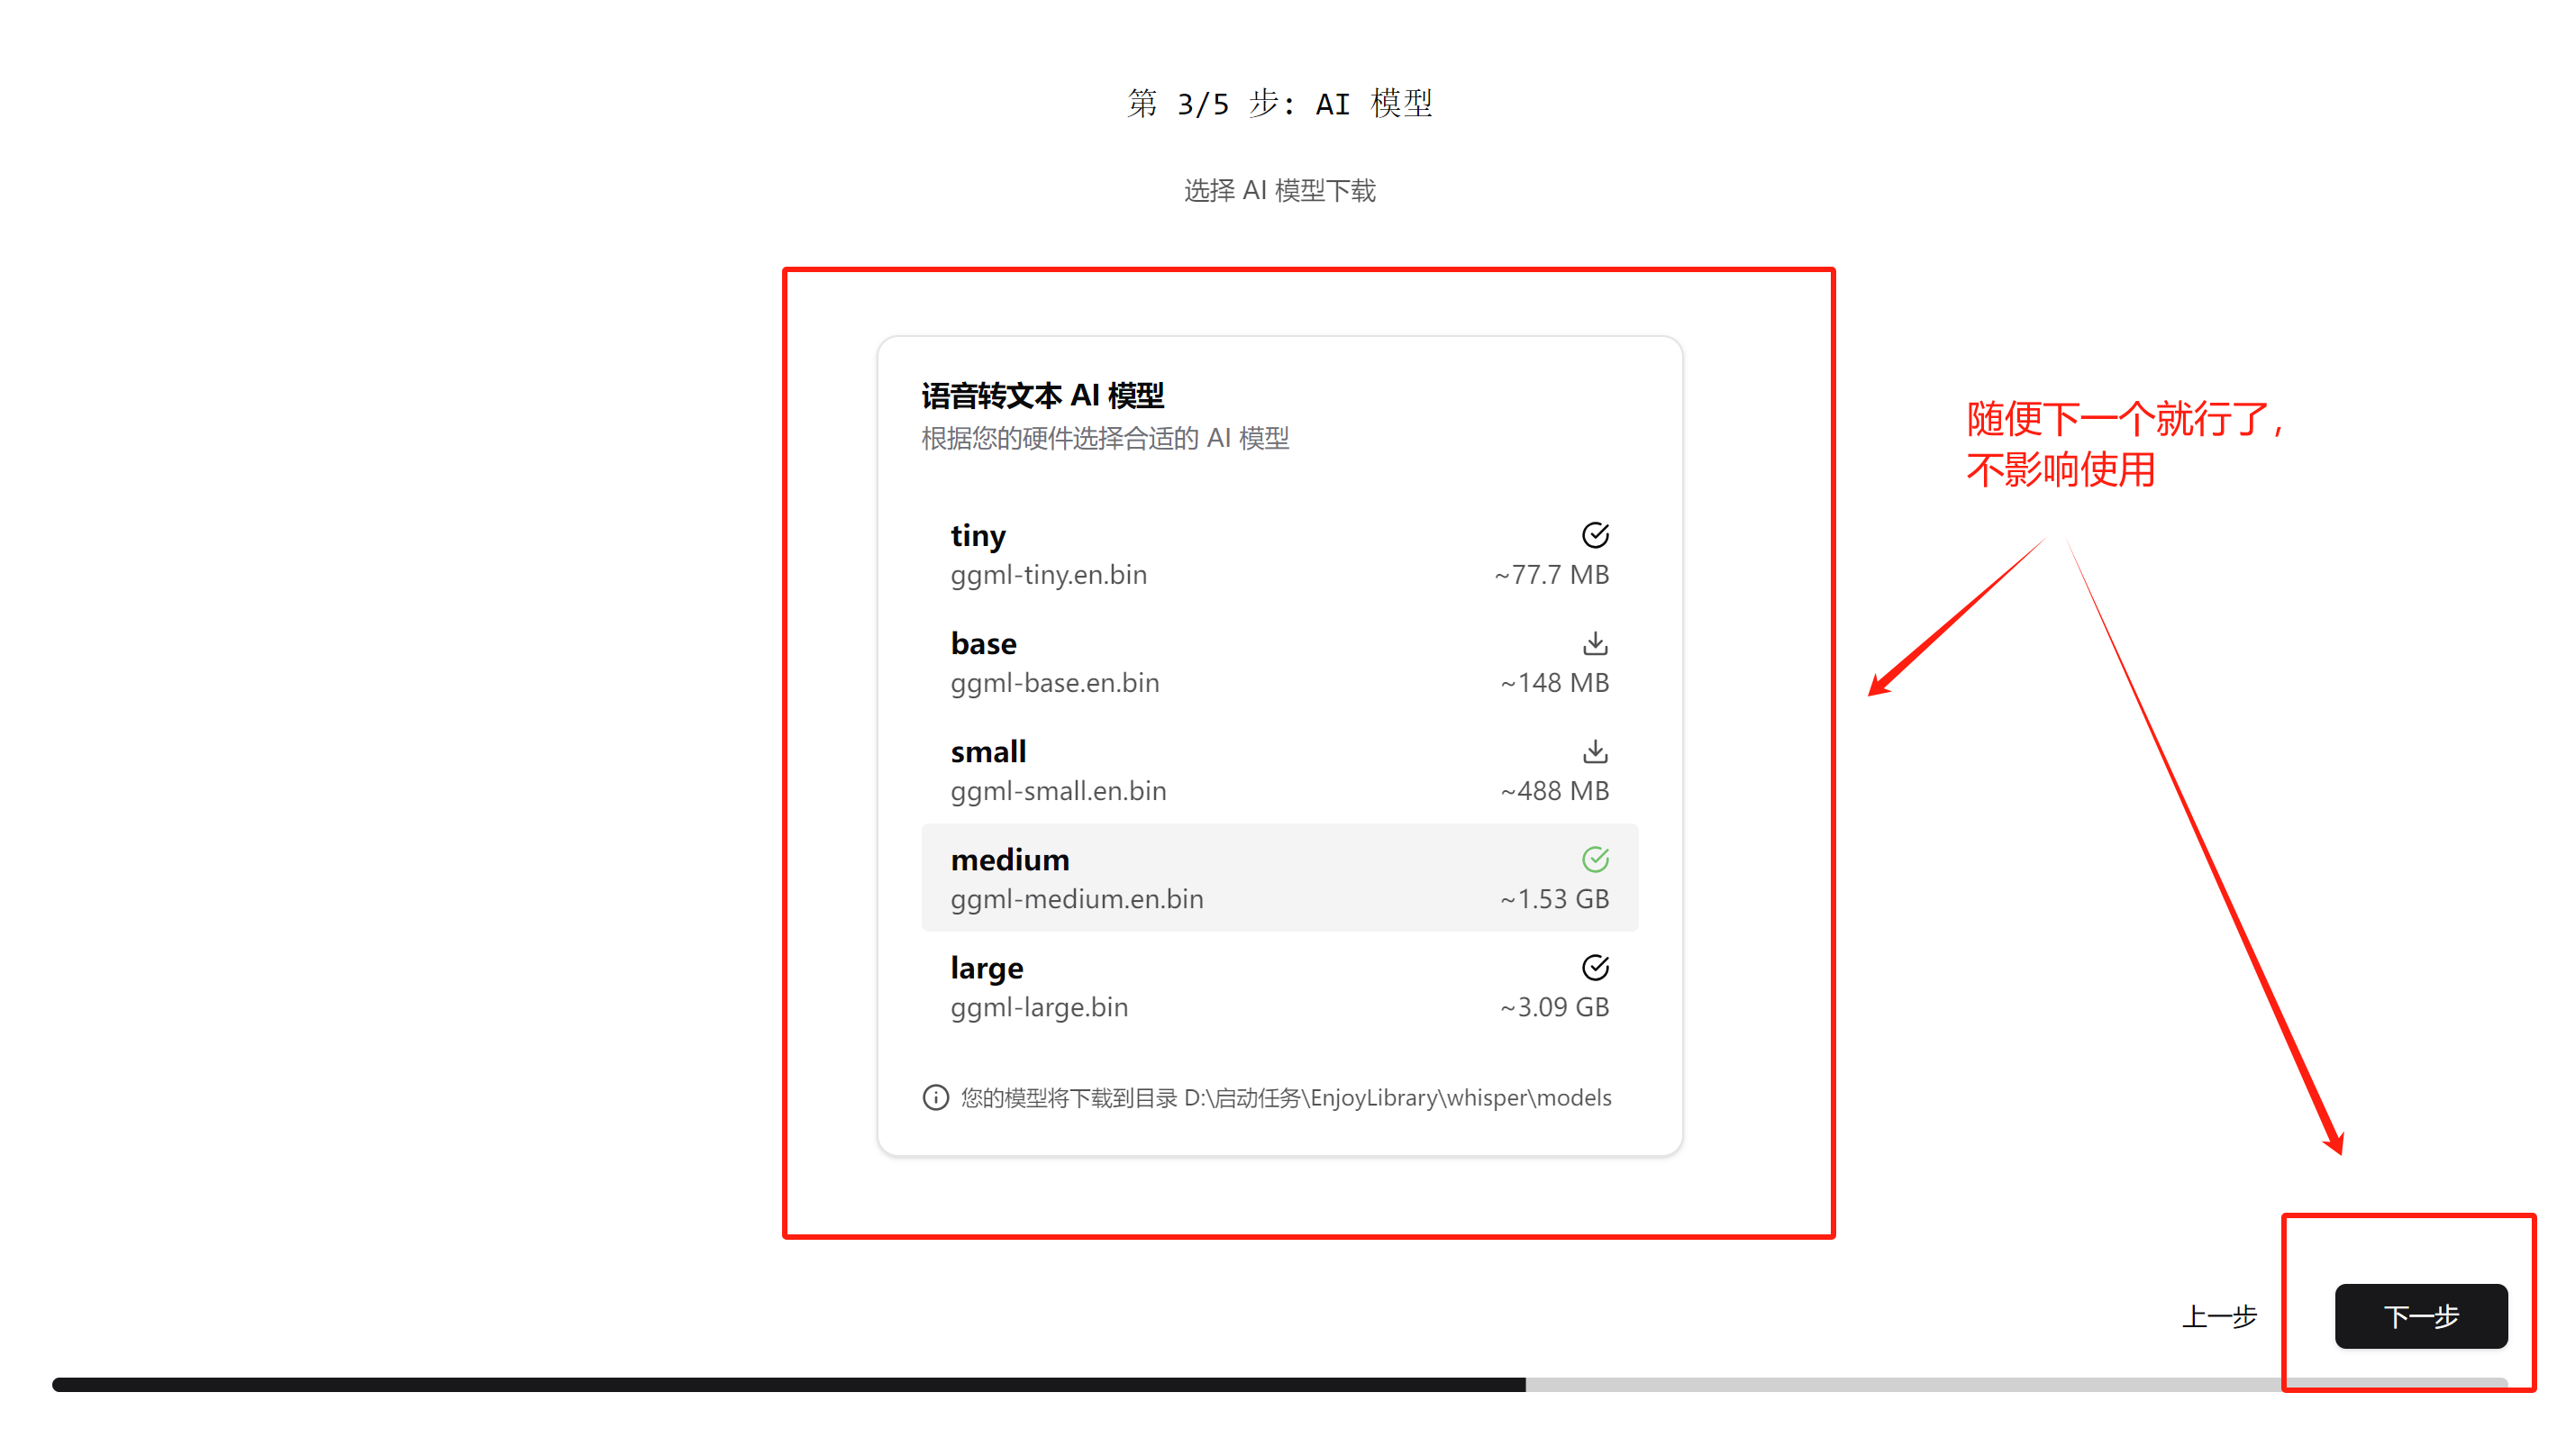 第 3/5 步: AI 模型
选择 AI 模型下载
语音转文本 AI 模型
根据您的硬件选择合适的 AI 模型
随便下一个就行了,
不影响使用
tiny
ggml-tiny.en.bin ~77.7 MB
base
ggml-base.en.bin ~148 MB
small
ggml-small.en.bin ~488 MB
medium
ggml-medium.en.bin ~1.53 GB
large
ggml-large.bin ~3.09 GB
您的模型将下载到目录 D:\启动任务\EnjoyLibrary\whisper\models
上一步 下一步